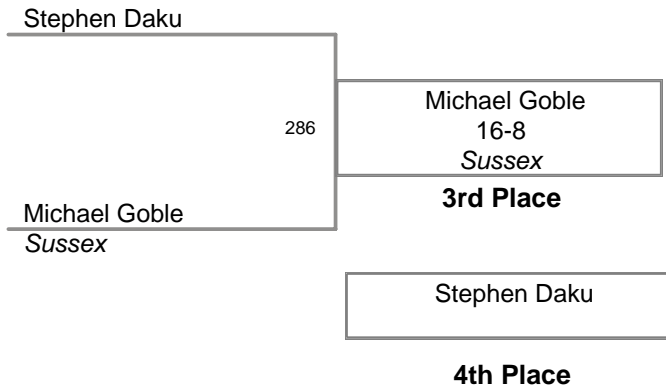 Stephen Daku
286
Michael Goble
16-8
Sussex
3rd Place
Michael Goble
Sussex
Stephen Daku
4th Place